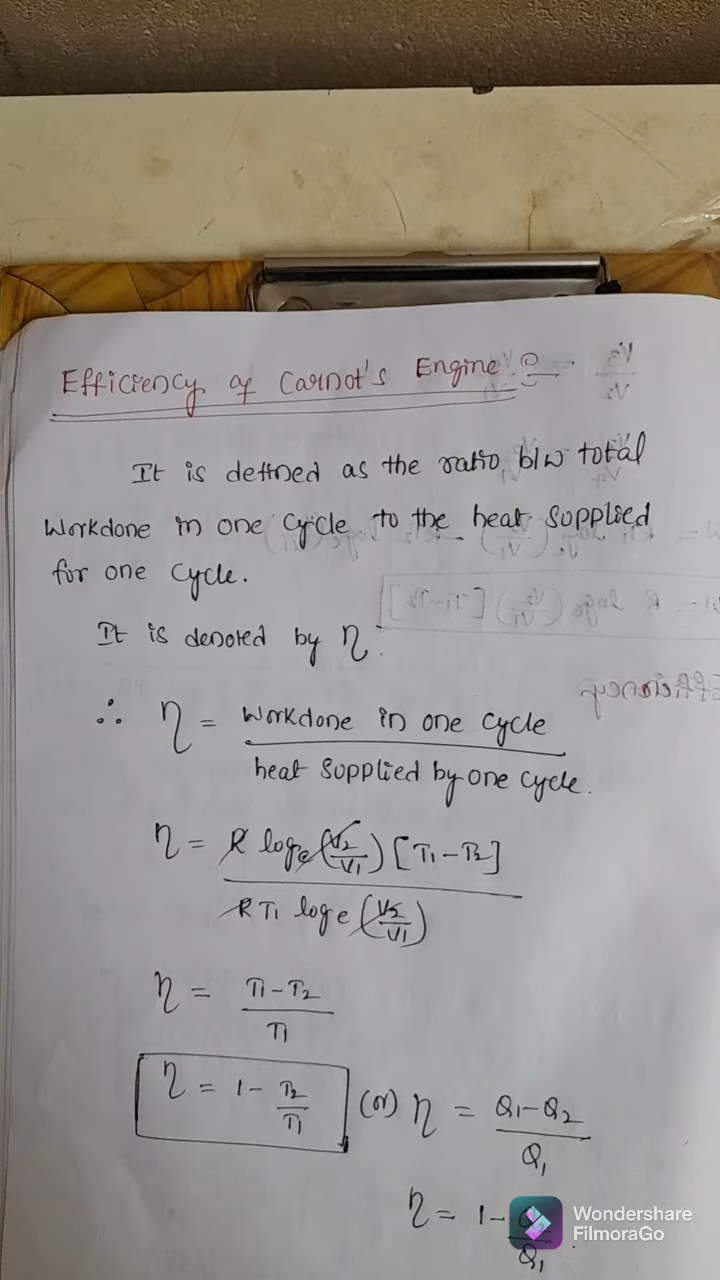 Efficiency of Carnot's Engine :-
It is defined as the ratio b/w total
Workdone in one cycle to the heat supplied
for one cycle.
It is denoted by η.
∴ η = Workdone in one cycle / heat supplied by one cycle.
η = R loge(V2/V1) [T1-T2] / RT1 loge(V2/V1)
η = T1-T2 / T1
η = 1 - T2/T1 (or) η = Q1-Q2 / Q1
η = 1 - Q2/Q1
Wondershare
FilmoraGo